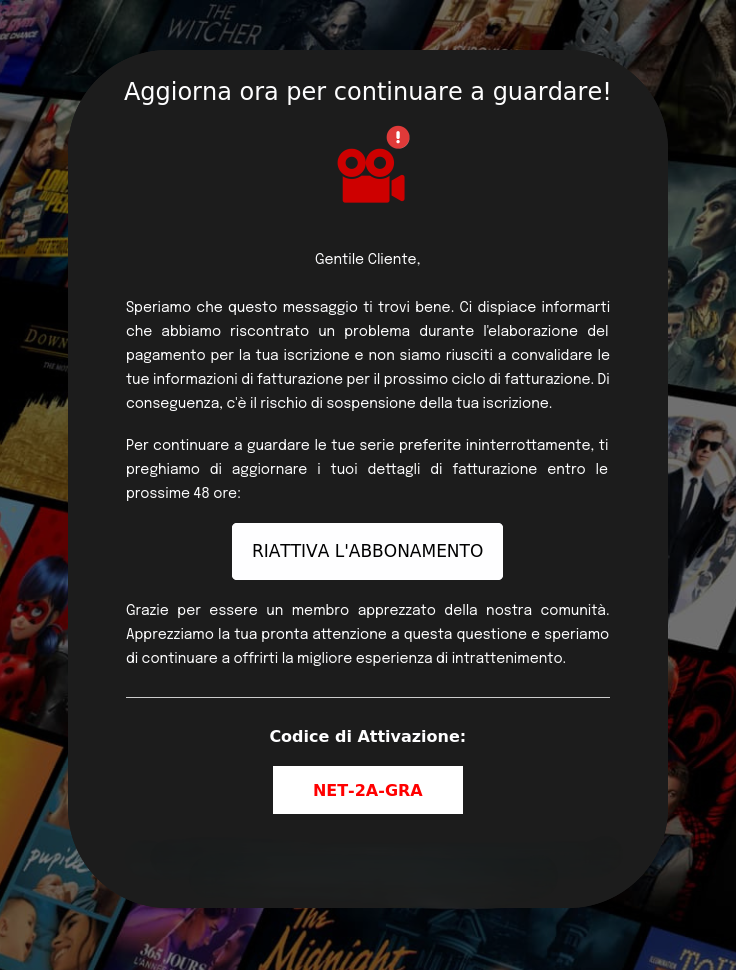 THE
WITCHER
Aggiorna ora per continuare a guardare!
!
Gentile Cliente,
Speriamo che questo messaggio ti trovi bene. Ci dispiace informarti
che abbiamo riscontrato un problema durante l'elaborazione del
pagamento per la tua iscrizione e non siamo riusciti a convalidare le
tue informazioni di fatturazione per il prossimo ciclo di fatturazione. Di
conseguenza, c'è il rischio di sospensione della tua iscrizione.
Per continuare a guardare le tue serie preferite ininterrottamente, ti
preghiamo di aggiornare i tuoi dettagli di fatturazione entro le
prossime 48 ore:
RIATTIVA L'ABBONAMENTO
Grazie per essere un membro apprezzato della nostra comunità.
Apprezziamo la tua pronta attenzione a questa questione e speriamo
di continuare a offrirti la migliore esperienza di intrattenimento.
Codice di Attivazione:
NET-2A-GRA
365 JOURS
The
Midnight